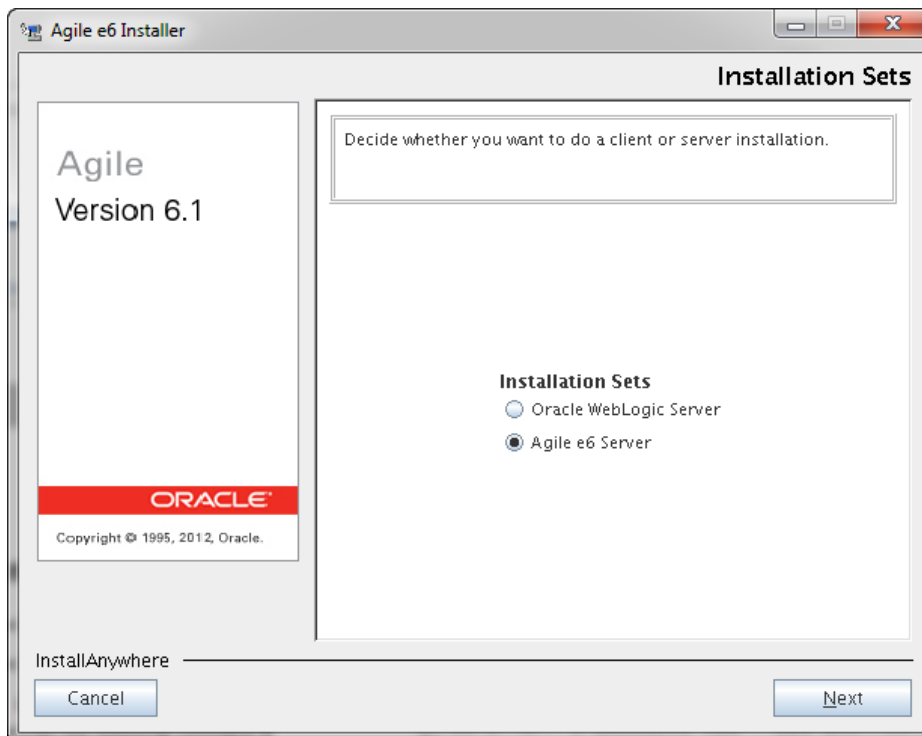 Agile e6 Installer
Installation Sets
Agile
Version 6.1
ORACLE
Copyright © 1995, 2012, Oracle.
Decide whether you want to do a client or server installation.
Installation Sets
Oracle WebLogic Server
Agile e6 Server
InstallAnywhere
Cancel
Next